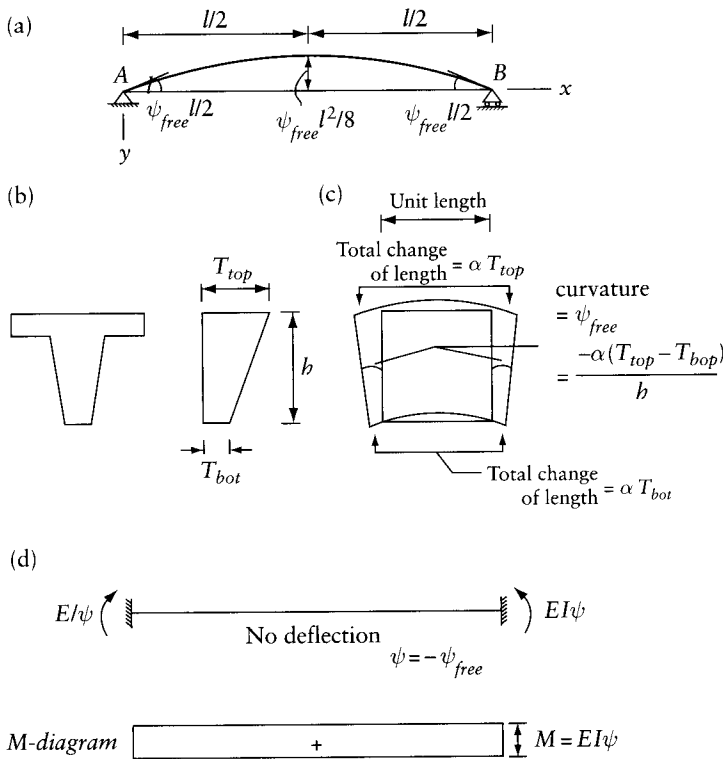 (a)
l/2
l/2
A
B
x
ψfree l/2
ψfree l²/8
ψfree l/2
y
(b)
Ttop
h
Tbot
(c)
Unit length
Total change
of length = α Ttop
curvature
= ψfree
= −α(Ttop − Tbop)
h
Total change
of length = α Tbot
(d)
E/ψ
EIψ
No deflection
ψ = −ψfree
M-diagram
+
M = EIψ